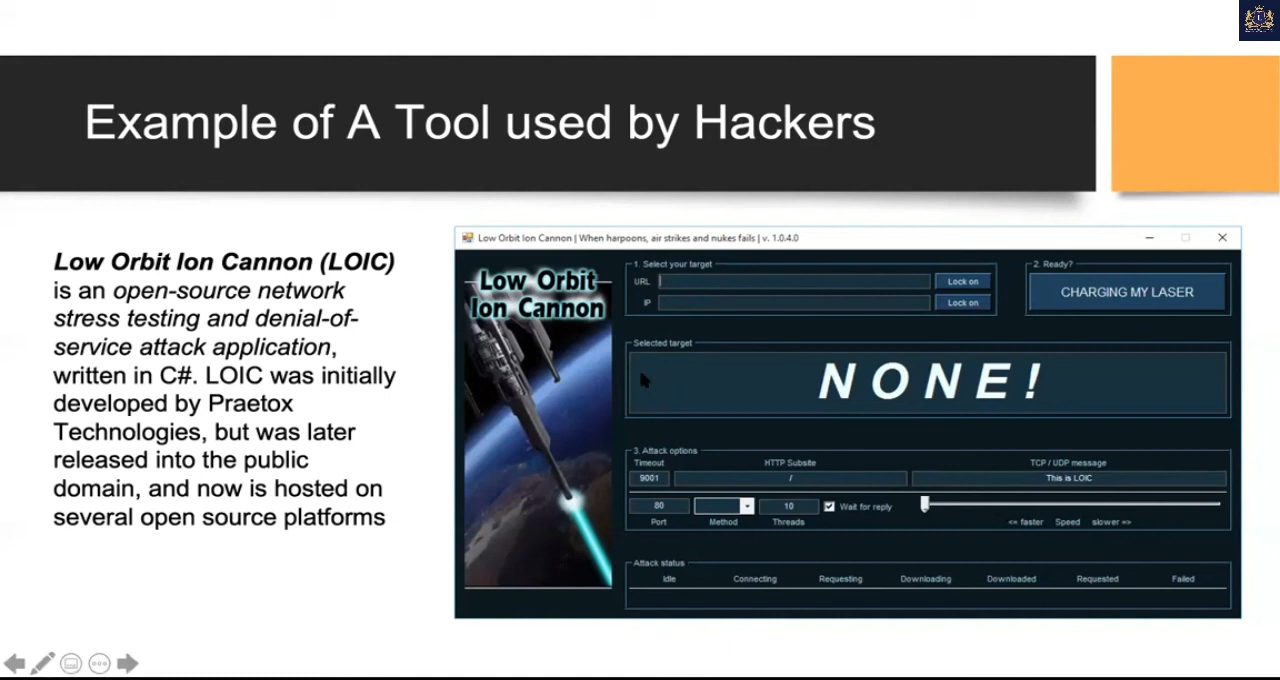 Example of A Tool used by Hackers
Low Orbit Ion Cannon (LOIC)
is an open-source network
stress testing and denial-of-
service attack application,
written in C#. LOIC was initially
developed by Praetox
Technologies, but was later
released into the public
domain, and now is hosted on
several open source platforms
Low Orbit Ion Cannon | When harpoons, air strikes and nukes fails | v. 1.0.4.0
Low Orbit
Ion Cannon
1. Select your target
URL Lock on
IP Lock on
2. Ready?
CHARGING MY LASER
Selected target
NONE!
3. Attack options
Timeout HTTP Subsite TCP / UDP message
9001 / This is LOIC
80 10 Wait for reply
Port Method Threads <= faster Speed slower =>
Attack status
Idle Connecting Requesting Downloading Downloaded Requested Failed